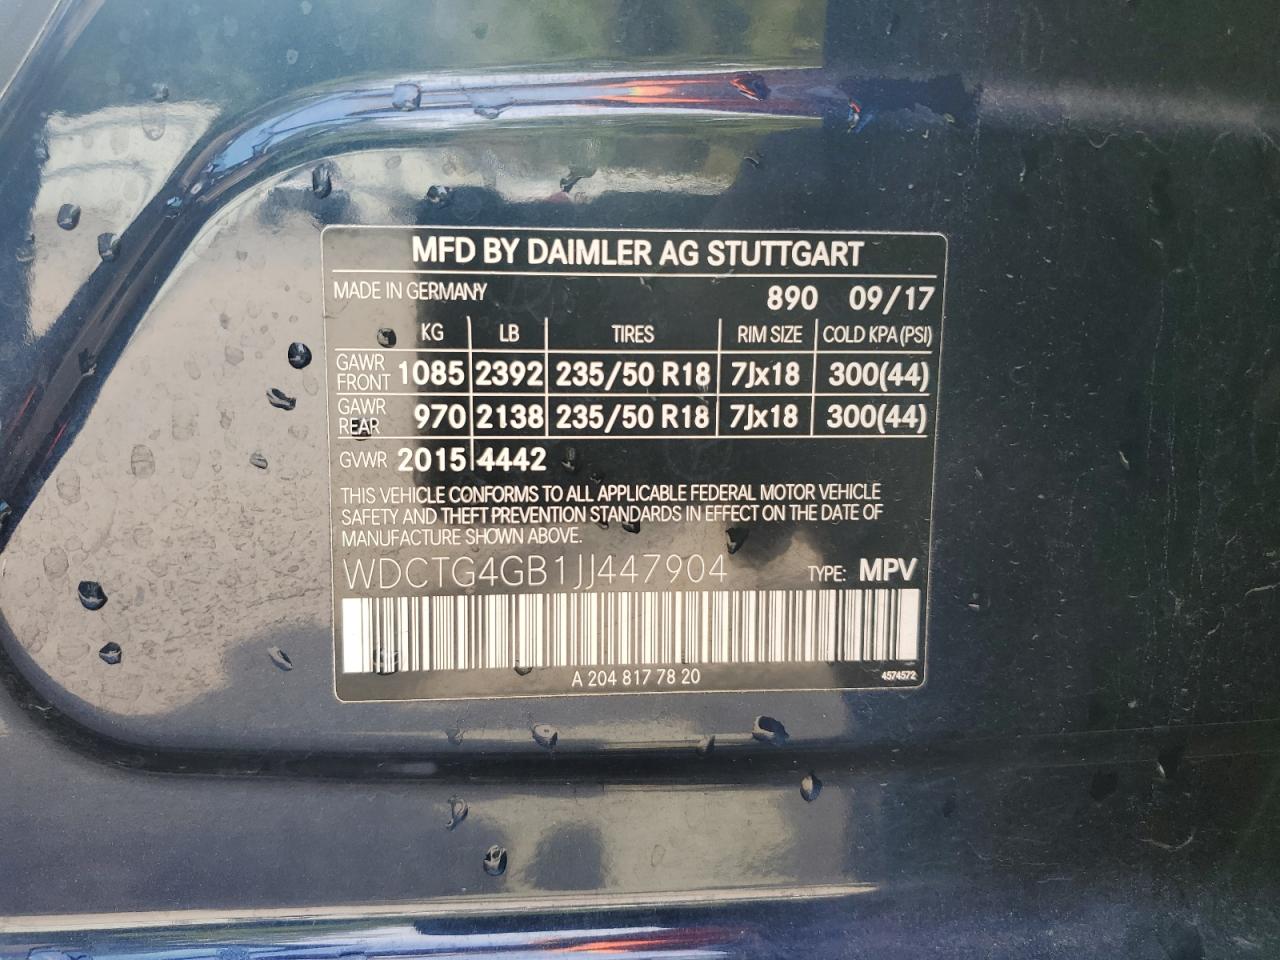 MFD BY DAIMLER AG STUTTGART
MADE IN GERMANY 890 09/17
KG LB TIRES RIM SIZE COLD KPA (PSI)
GAWR FRONT 1085 2392 235/50 R18 7Jx18 300(44)
GAWR REAR 970 2138 235/50 R18 7Jx18 300(44)
GVWR 2015 4442
THIS VEHICLE CONFORMS TO ALL APPLICABLE FEDERAL MOTOR VEHICLE
SAFETY AND THEFT PREVENTION STANDARDS IN EFFECT ON THE DATE OF
MANUFACTURE SHOWN ABOVE.
WDCTG4GB1JJ447904 TYPE: MPV
A 204 817 78 20 4574572